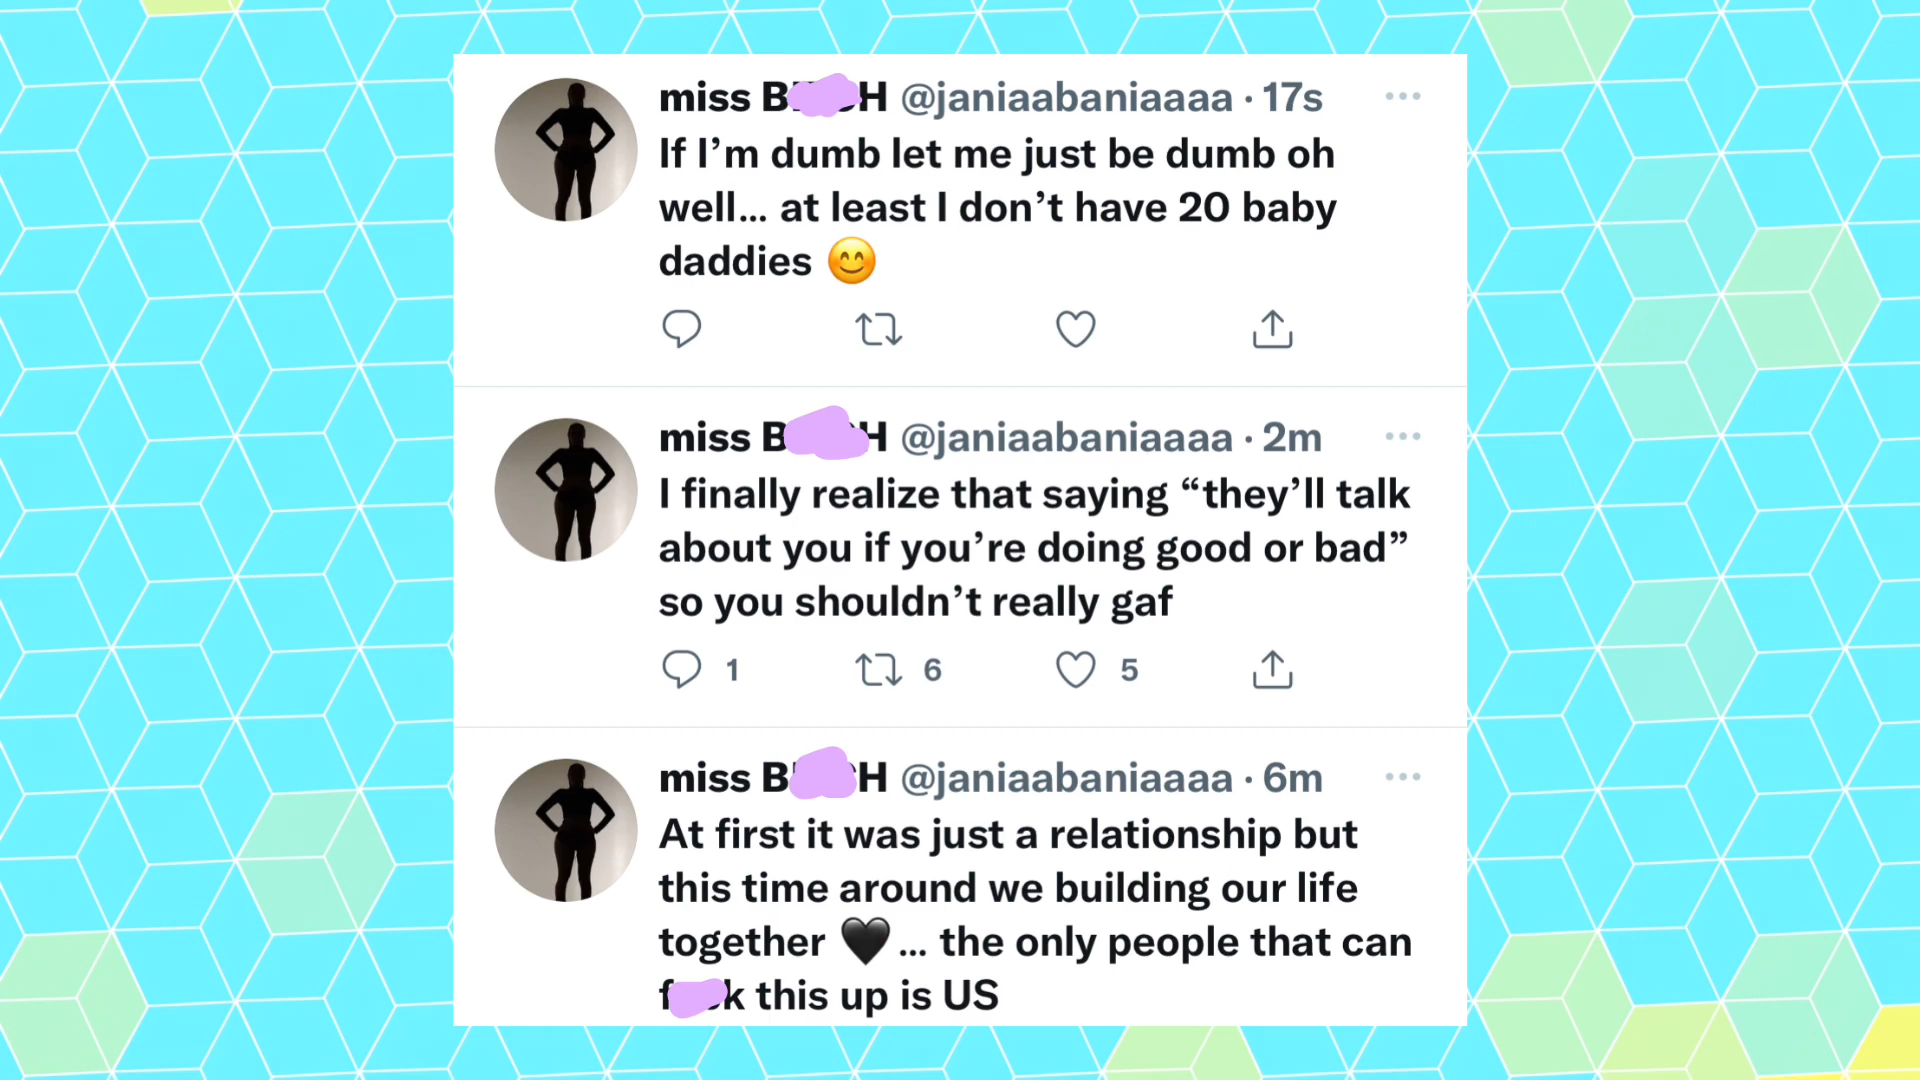 miss B H @janiaabaniaaaa · 17s
If I’m dumb let me just be dumb oh
well... at least I don’t have 20 baby
daddies 😊
miss B H @janiaabaniaaaa · 2m
I finally realize that saying “they’ll talk
about you if you’re doing good or bad”
so you shouldn’t really gaf
1 6 5
miss B H @janiaabaniaaaa · 6m
At first it was just a relationship but
this time around we building our life
together 🖤... the only people that can
f k this up is US